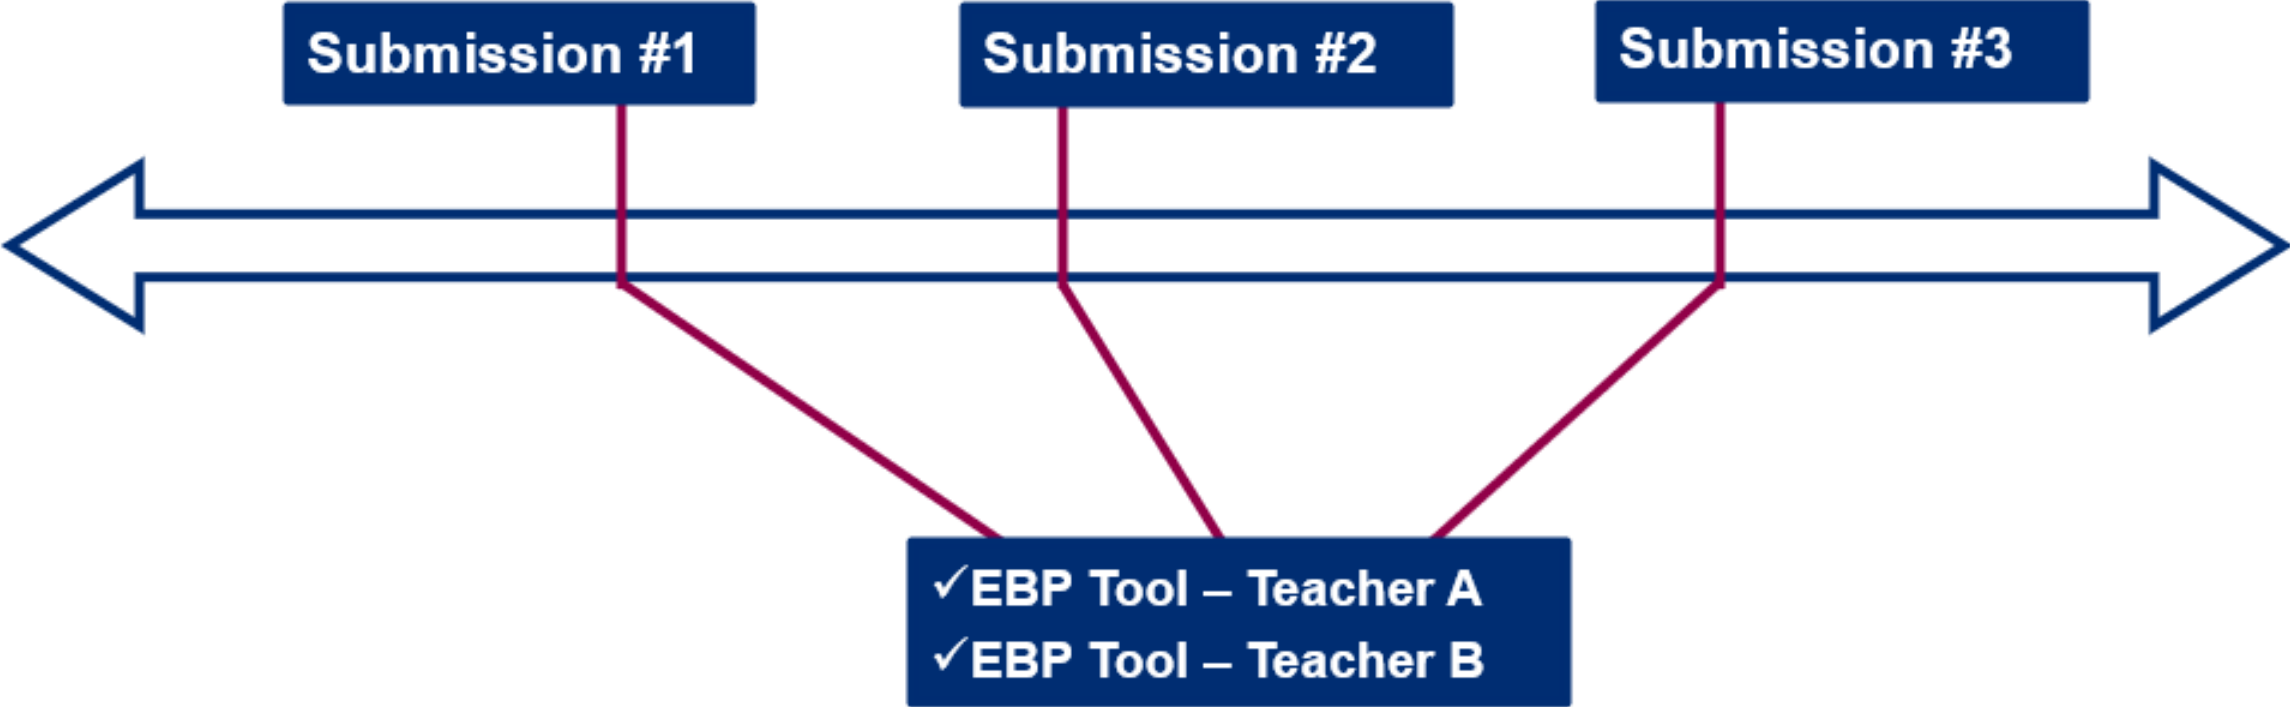 Submission #1
Submission #2
Submission #3
✓EBP Tool – Teacher A
✓EBP Tool – Teacher B